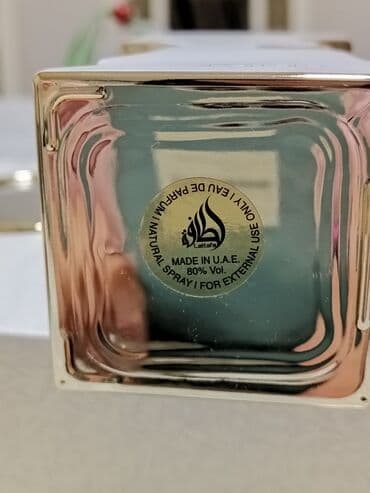 لطافة
Lattafa
MADE IN U.A.E.
80% Vol.
EAU DE PARFUM | NATURAL SPRAY | FOR EXTERNAL USE ONLY |